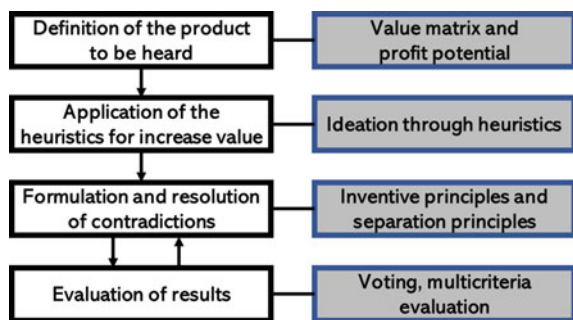 Definition of the product
to be heard
Value matrix and
profit potential
Application of the
heuristics for increase value
Ideation through heuristics
Formulation and resolution
of contradictions
Inventive principles and
separation principles
Evaluation of results
Voting, multicriteria
evaluation